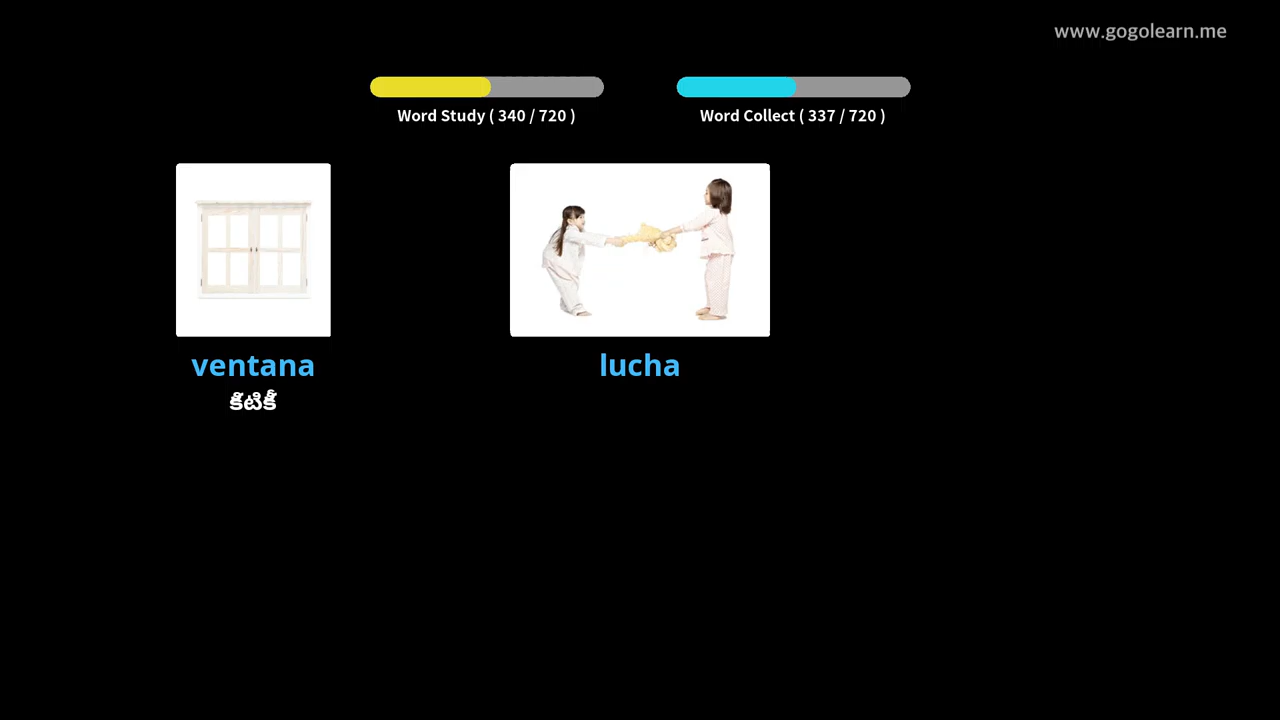 www.gogolearn.me
Word Study ( 340 / 720 )
Word Collect ( 337 / 720 )
ventana
lucha
కిటికీ